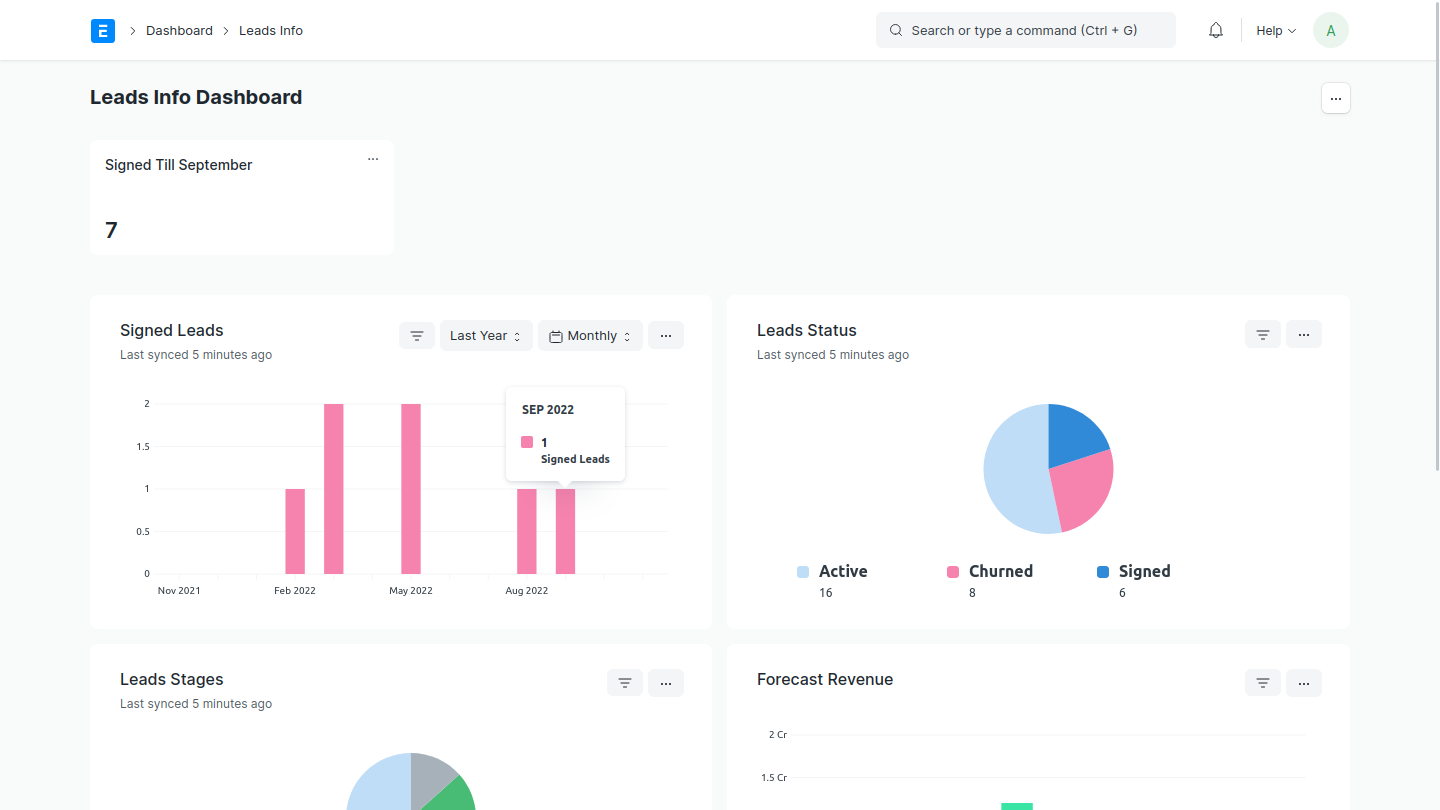 E
Dashboard
Leads Info
Search or type a command (Ctrl + G)
Help
A
Leads Info Dashboard
Signed Till September
7
Signed Leads
Last synced 5 minutes ago
Last Year
Monthly
2
1.5
1
0.5
0
SEP 2022
1
Signed Leads
Nov 2021
Feb 2022
May 2022
Aug 2022
Leads Status
Last synced 5 minutes ago
Active
16
Churned
8
Signed
6
Leads Stages
Last synced 5 minutes ago
Forecast Revenue
2 Cr
1.5 Cr